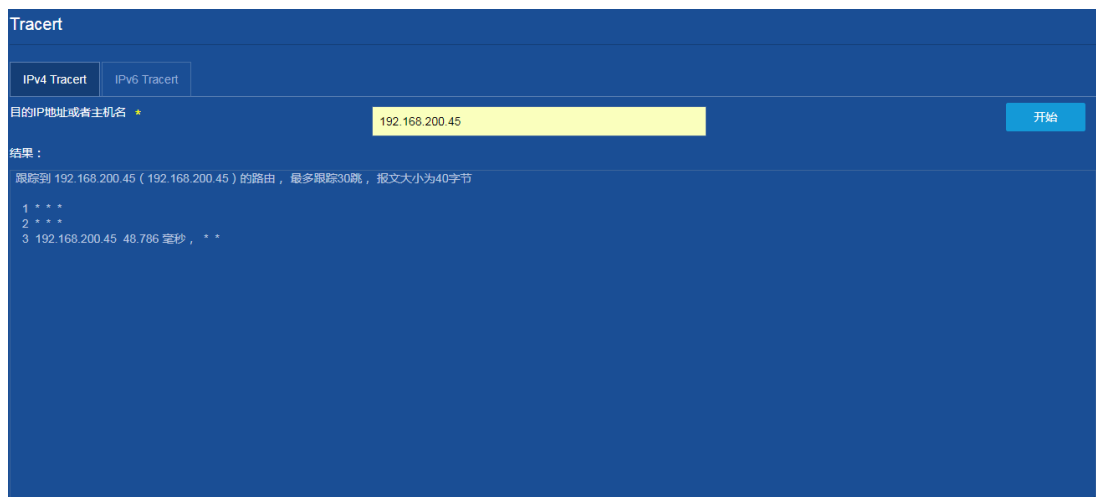 Tracert
IPv4 Tracert IPv6 Tracert
目的IP地址或者主机名 * 192.168.200.45 开始
结果：
跟踪到 192.168.200.45（192.168.200.45）的路由，最多跟踪30跳，报文大小为40字节
1 * * *
2 * * *
3 192.168.200.45 48.786 毫秒， * *